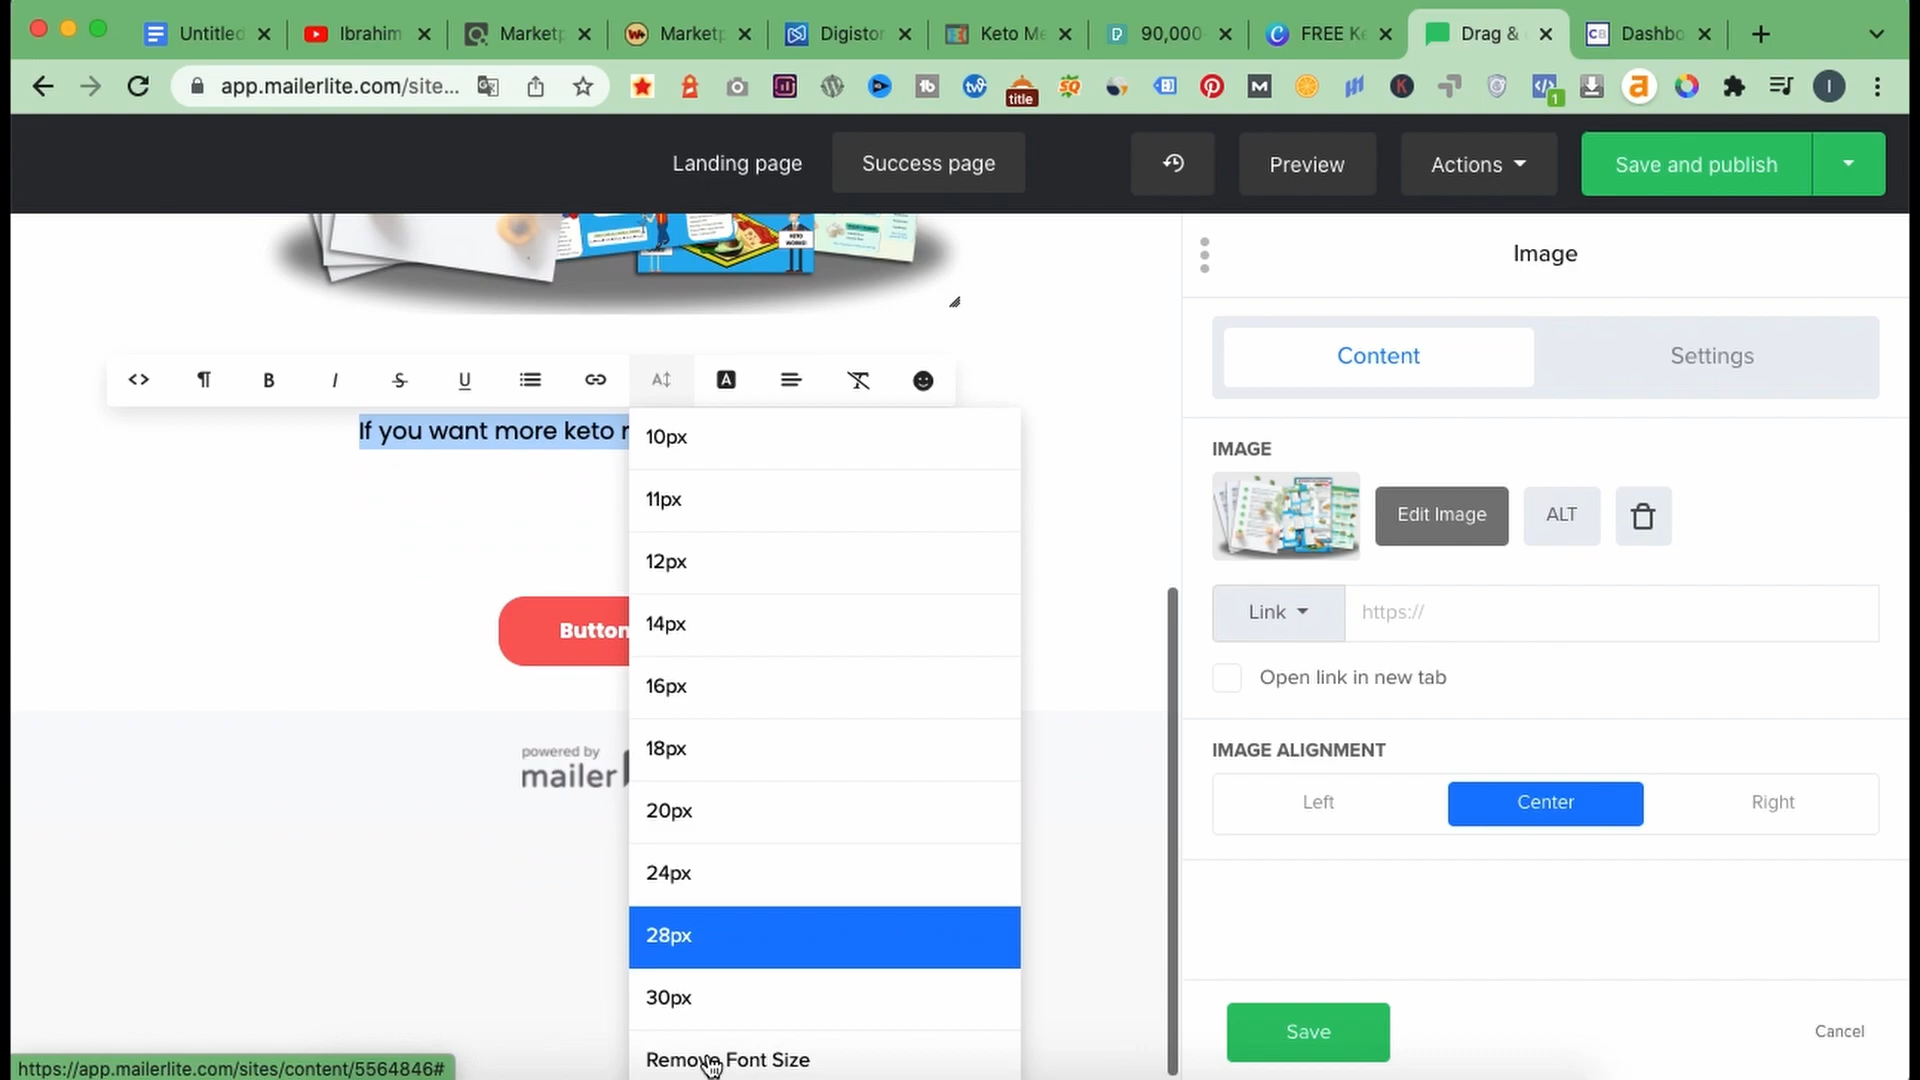 Untitled
Ibrahim
Marketp
Marketp
Digistor
Keto Me
90,000
FREE Ke
Drag &
Dashbo
app.mailerlite.com/site...
title
1
I
Landing page
Success page
Preview
Actions
Save and publish
KETO WORKS!
Image
Content
Settings
If you want more keto r
10px
11px
12px
14px
16px
18px
20px
24px
28px
30px
Remove Font Size
Button
powered by
mailer
IMAGE
Edit Image
ALT
Link
https://
Open link in new tab
IMAGE ALIGNMENT
Left
Center
Right
Save
Cancel
https://app.mailerlite.com/sites/content/5564846#